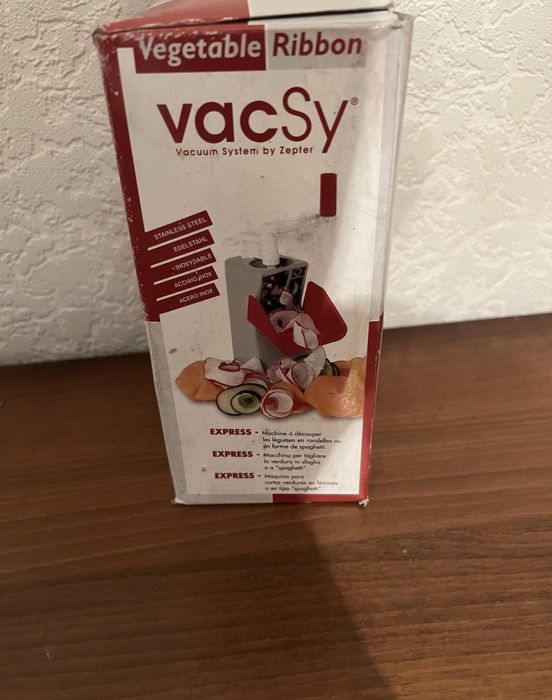 Vegetable Ribbon
vacSy®
Vacuum System by Zepter
STAINLESS STEEL
EDELSTAHL
INOXYDABLE
ACCIAIO INOX
ACERO INOX
EXPRESS - Machine à découper
les légumes en rondelles ou
en forme de spaghetti.
EXPRESS - Macchina per tagliare
la verdura in sfoglia
o a "spaghetti"
EXPRESS - Máquina para
cortar verduras en láminas
o en tipo "spaghetti"